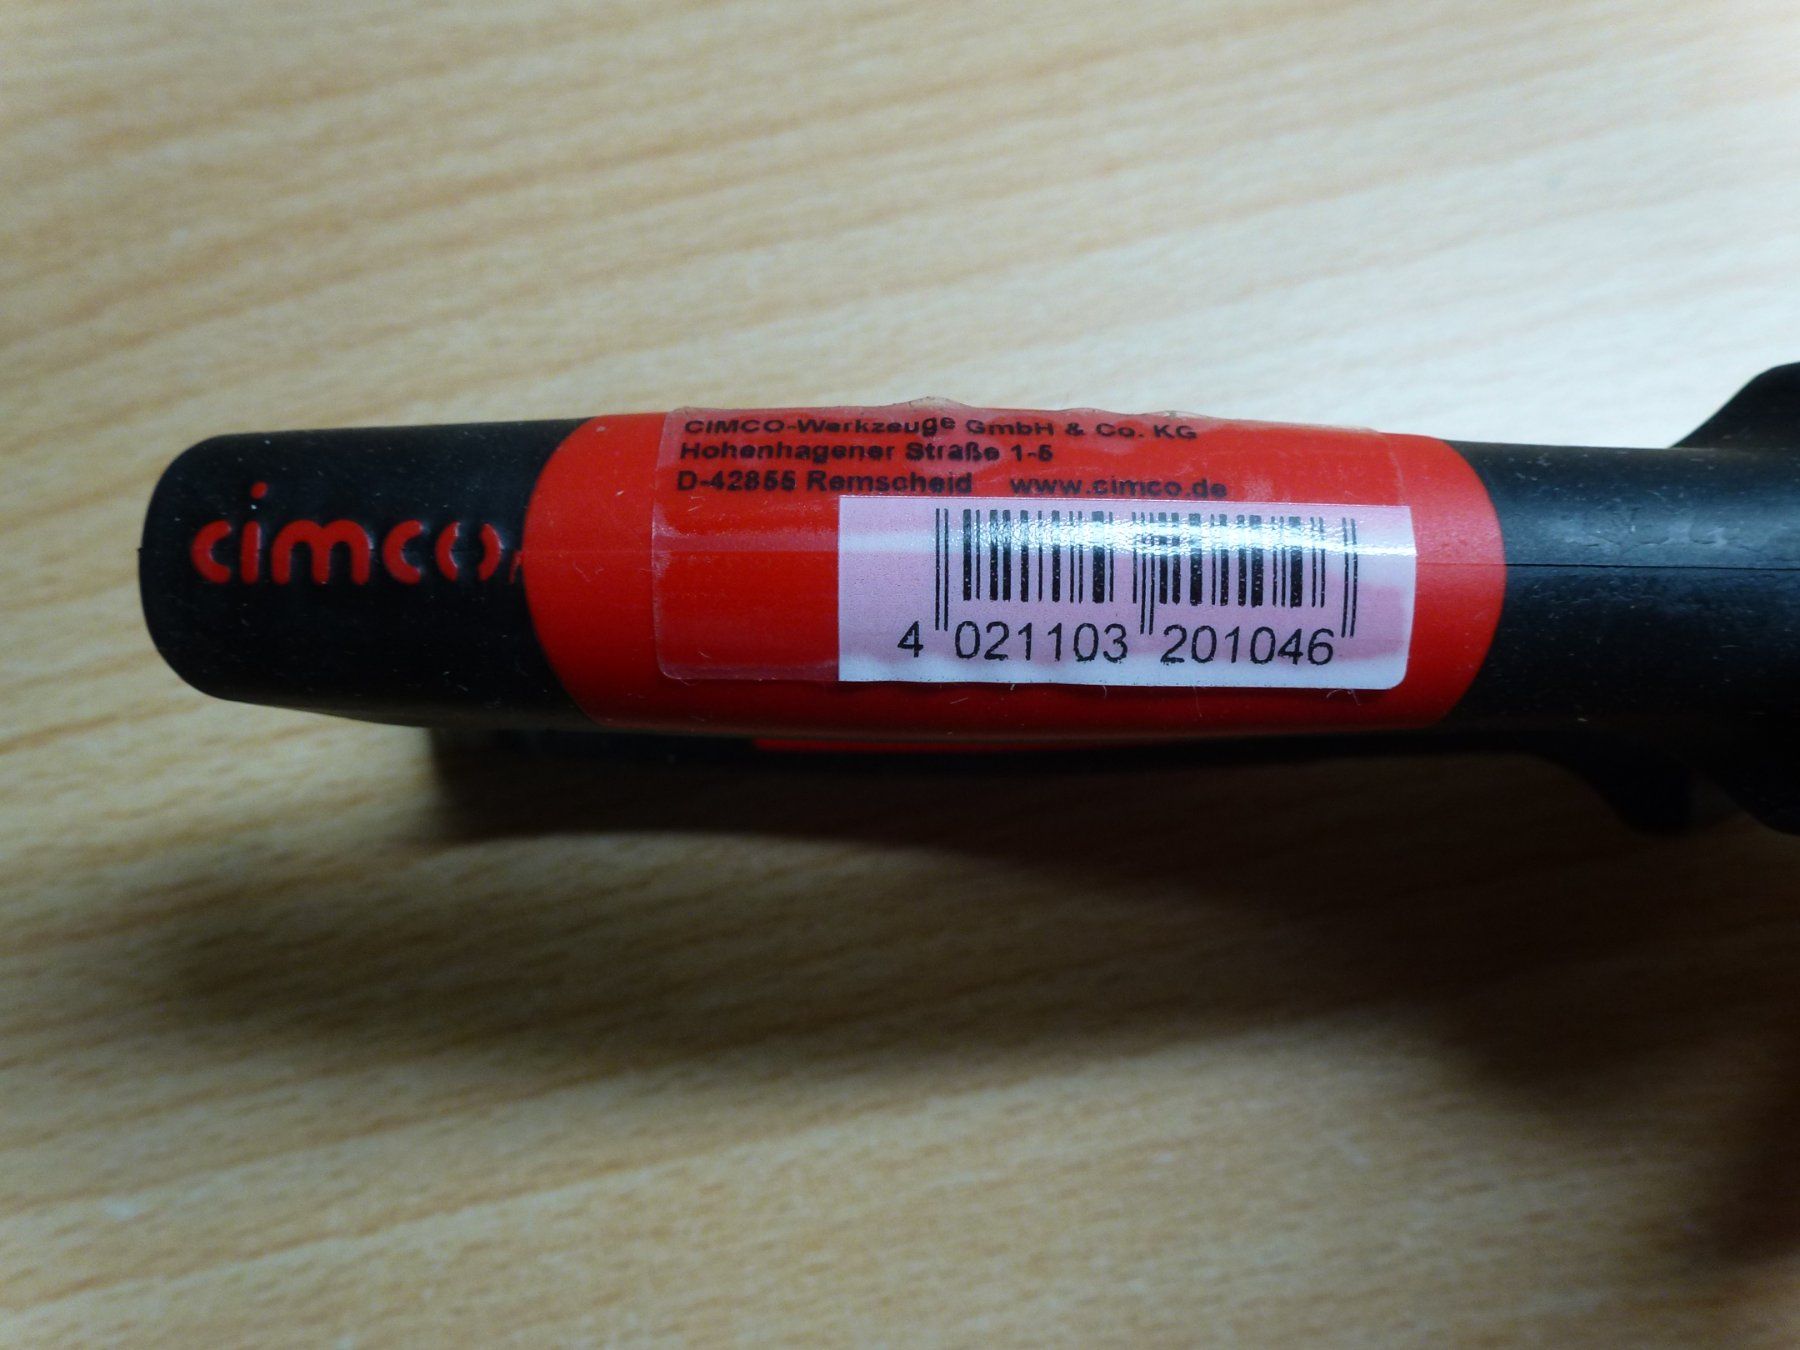 cimco
CIMCO-Werkzeuge GmbH & Co. KG
Hohenhagener Straße 1-5
D-42855 Remscheid www.cimco.de
4 021103 201046